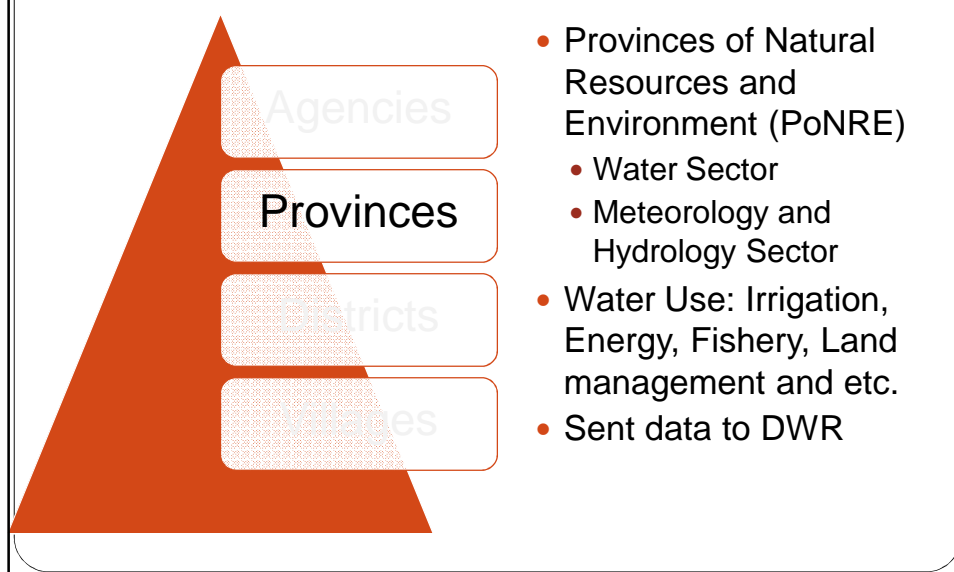 Agencies
Provinces
Districts
Villages
• Provinces of Natural
Resources and
Environment (PoNRE)
• Water Sector
• Meteorology and
Hydrology Sector
• Water Use: Irrigation,
Energy, Fishery, Land
management and etc.
• Sent data to DWR